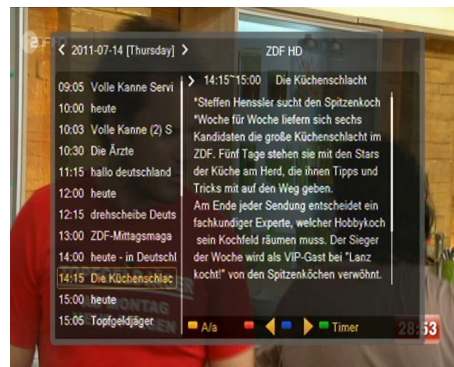 2011-07-14 [Thursday]
ZDF HD
09:05 Volle Kanne Servi
10:00 heute
10:03 Volle Kanne (2) S
10:30 Die Ärzte
11:15 hallo deutschland
12:00 heute
12:15 drehscheibe Deuts
13:00 ZDF-Mittagsmaga
14:00 heute - in Deutschl
14:15 Die Küchenschlac
15:00 heute
15:05 Topfgeldjäger
14:15~15:00 Die Küchenschlacht
*Steffen Henssler sucht den Spitzenkoch
*Woche für Woche liefern sich sechs
Kandidaten die große Küchenschlacht im
ZDF. Fünf Tage stehen sie mit den Stars
der Küche am Herd, die ihnen Tipps und
Tricks mit auf den Weg geben.
Am Ende jeder Sendung entscheidet ein
fachkundiger Experte, welcher Hobbykoch
sein Kochfeld räumen muss. Der Sieger
der Woche wird als VIP-Gast bei "Lanz
kocht!" von den Spitzenköchen verwöhnt.
A/a
Timer
28:53